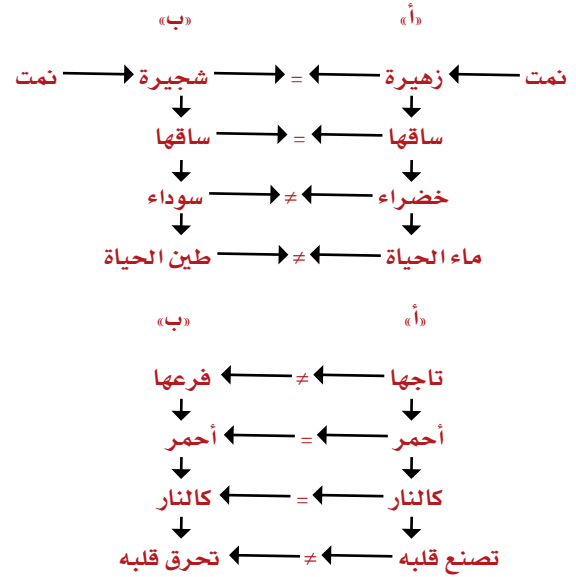 «أ» «ب»
نمت زهيرة = شجيرة نمت
ساقها = ساقها
خضراء ≠ سوداء
ماء الحياة ≠ طين الحياة
«أ» «ب»
تاجها ≠ فرعها
أحمر = أحمر
كالنار = كالنار
تصنع قلبه ≠ تحرق قلبه